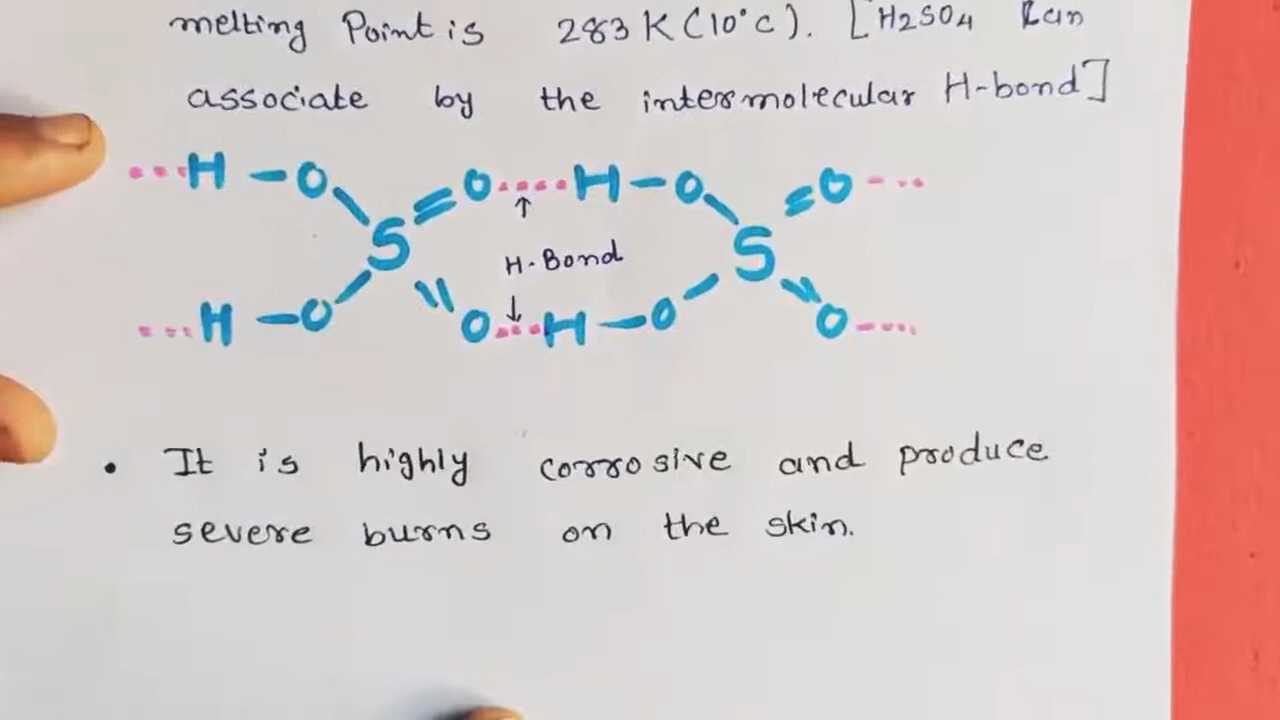 melting Point is 283 K (10°c). [H2SO4 Can
associate by the intermolecular H-bond]
...H-O O....H-O =O-..
S S
H-Bond
...H-O O...H-O O-...
• It is highly corrosive and produce
severe burns on the skin.